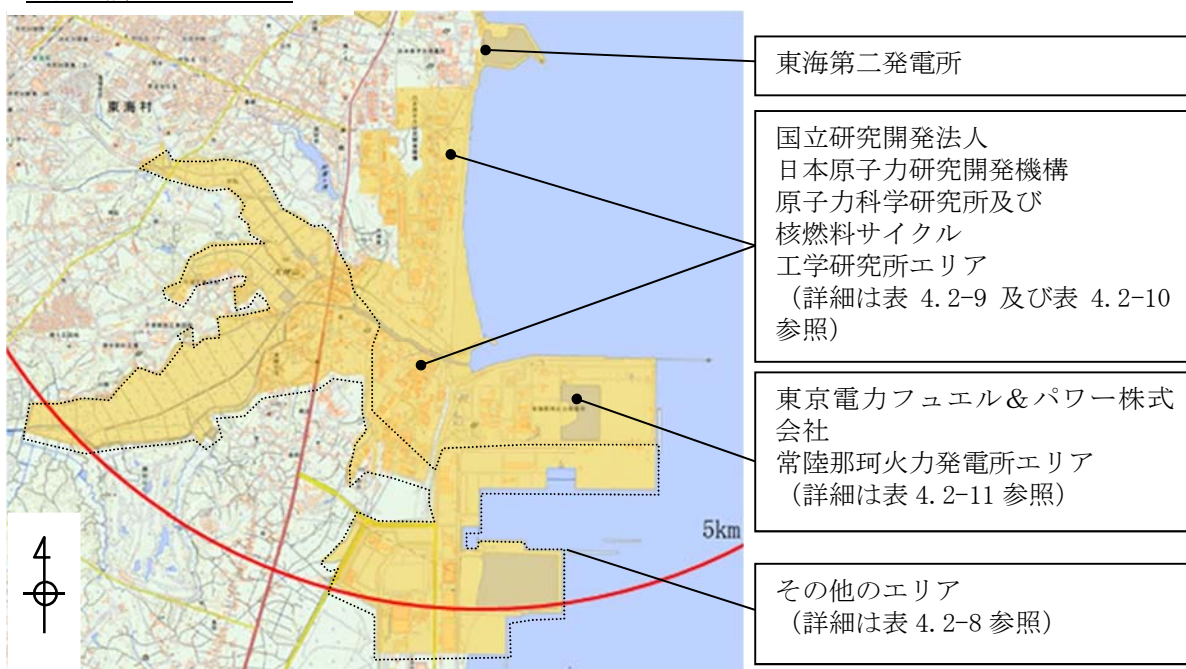 東海村
5km
東海第二発電所
国立研究開発法人
日本原子力研究開発機構
原子力科学研究所及び
核燃料サイクル
工学研究所エリア
(詳細は表 4.2-9 及び表 4.2-10
参照)
東京電力フュエル&パワー株式
会社
常陸那珂火力発電所エリア
(詳細は表 4.2-11 参照)
その他のエリア
(詳細は表 4.2-8 参照)